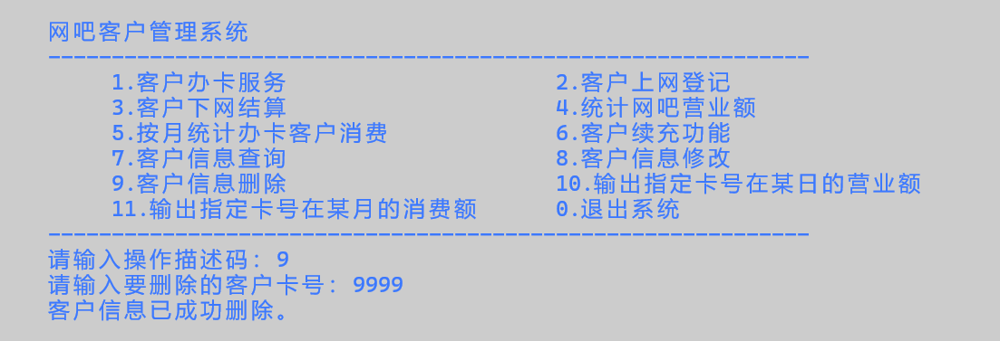 网吧客户管理系统
------------------------------------------------------------
1.客户办卡服务 2.客户上网登记
3.客户下网结算 4.统计网吧营业额
5.按月统计办卡客户消费 6.客户续充功能
7.客户信息查询 8.客户信息修改
9.客户信息删除 10.输出指定卡号在某日的营业额
11.输出指定卡号在某月的消费额 0.退出系统
------------------------------------------------------------
请输入操作描述码: 9
请输入要删除的客户卡号: 9999
客户信息已成功删除。